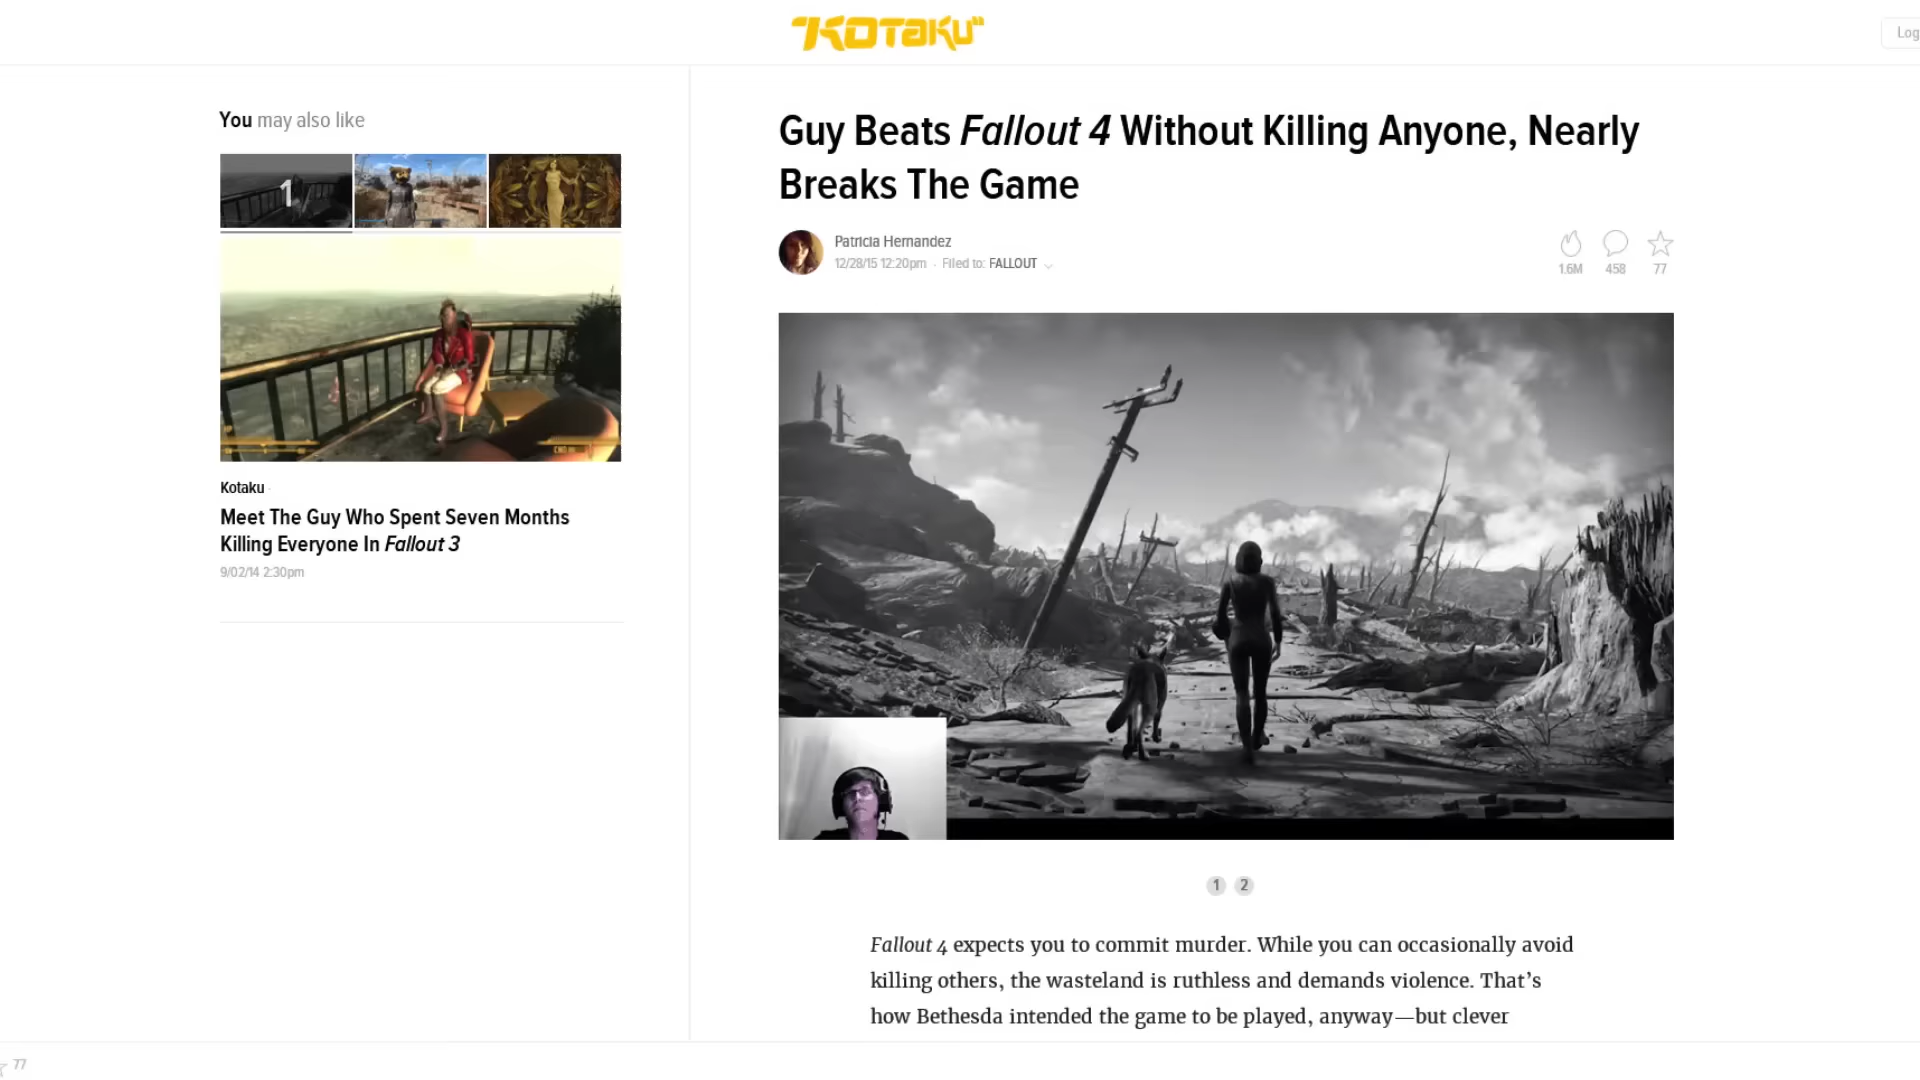 KOTAKU
Log
You may also like
1
Kotaku
Meet The Guy Who Spent Seven Months
Killing Everyone In Fallout 3
9/02/14 2:30pm
Guy Beats Fallout 4 Without Killing Anyone, Nearly
Breaks The Game
Patricia Hernandez
12/28/15 12:20pm · Filed to: FALLOUT
1.6M 458 77
1 2
Fallout 4 expects you to commit murder. While you can occasionally avoid
killing others, the wasteland is ruthless and demands violence. That’s
how Bethesda intended the game to be played, anyway—but clever
77